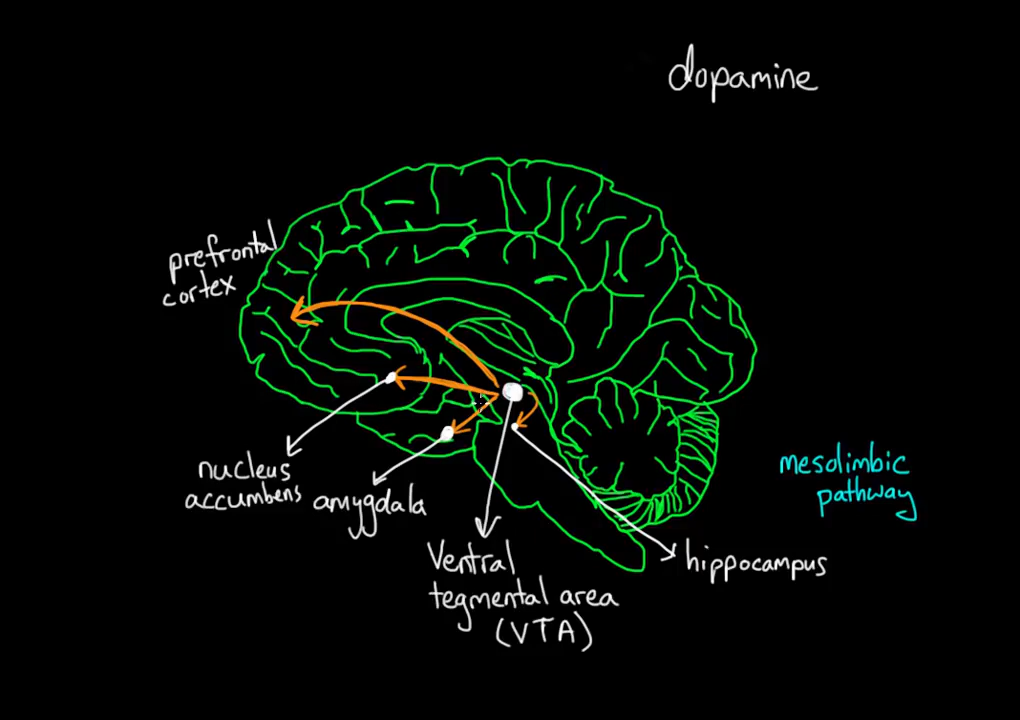 dopamine
prefrontal
cortex
nucleus
accumbens
amygdala
Ventral
tegmental area
(VTA)
hippocampus
mesolimbic
pathway